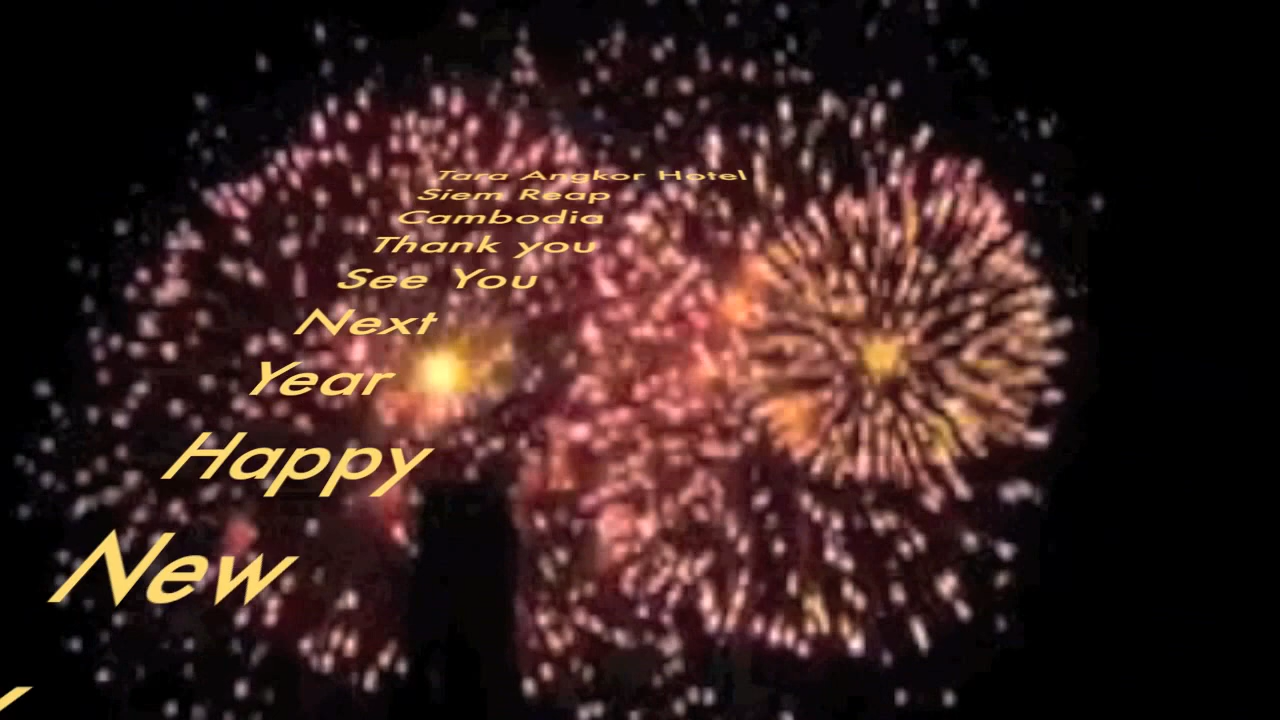 Tara Angkor Hotel
Siem Reap
Cambodia
Thank you
See You
Next
Year
Happy
New